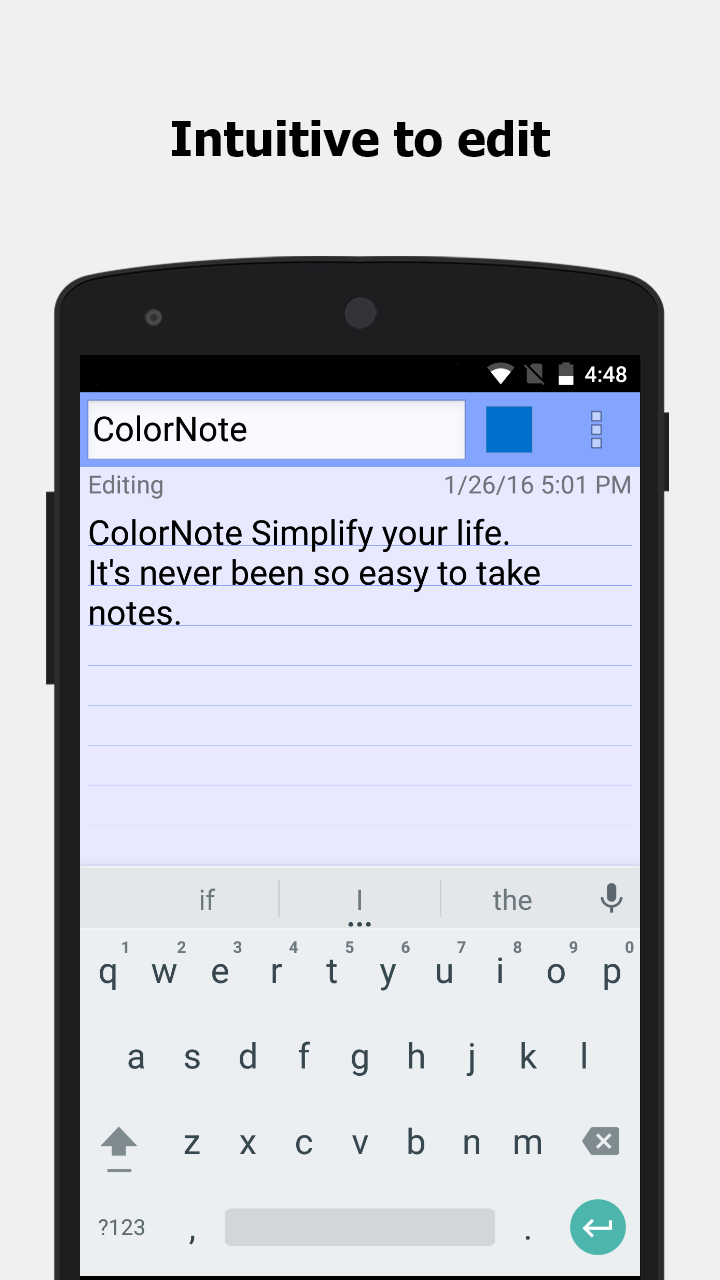 Intuitive to edit
4:48
ColorNote
Editing 1/26/16 5:01 PM
ColorNote Simplify your life.
It's never been so easy to take
notes.
if I the
1 2 3 4 5 6 7 8 9 0
q w e r t y u i o p
a s d f g h j k l
z x c v b n m
?123 , .